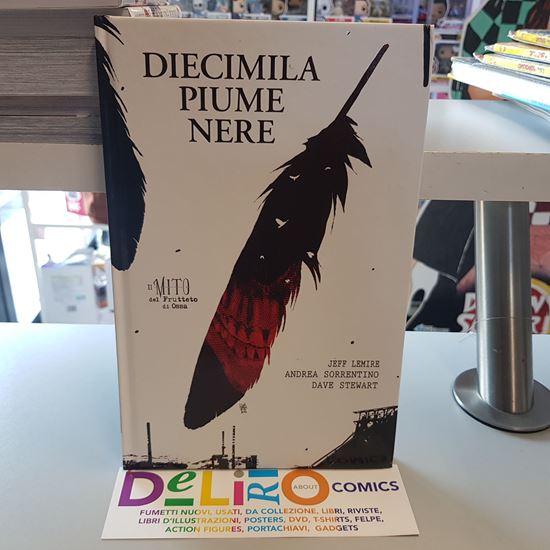 DIECIMILA
PIUME
NERE
Il MITO
del Frutteto
di Ossa
JEFF LEMIRE
ANDREA SORRENTINO
DAVE STEWART
DeLiRiO
ABOUT
COMICS
FUMETTI NUOVI, USATI, DA COLLEZIONE, LIBRI, RIVISTE,
LIBRI D'ILLUSTRAZIONI, POSTERS, DVD, T-SHIRTS, FELPE,
ACTION FIGURES, PORTACHIAVI, GADGETS